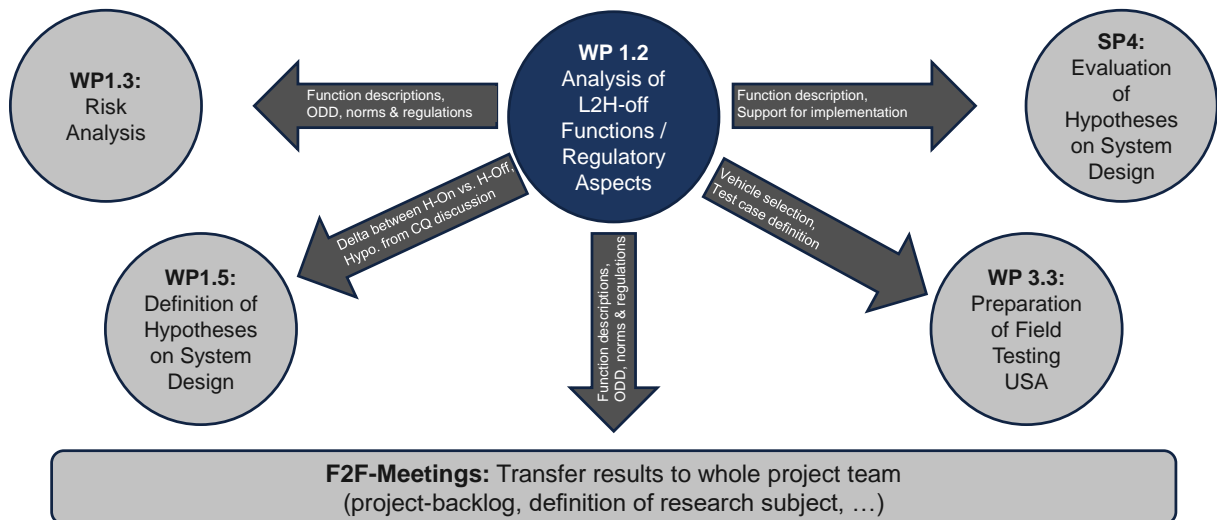 WP1.3:
Risk
Analysis
Function descriptions,
ODD, norms & regulations
WP 1.2
Analysis of
L2H-off
Functions /
Regulatory
Aspects
Function description,
Support for implementation
SP4:
Evaluation
of
Hypotheses
on System
Design
Delta between H-On vs. H-Off,
Hypo. from CQ discussion
WP1.5:
Definition of
Hypotheses
on System
Design
Function descriptions,
ODD, norms & regulations
Vehicle selection,
Test case definition
WP 3.3:
Preparation
of Field
Testing
USA
F2F-Meetings: Transfer results to whole project team
(project-backlog, definition of research subject, …)